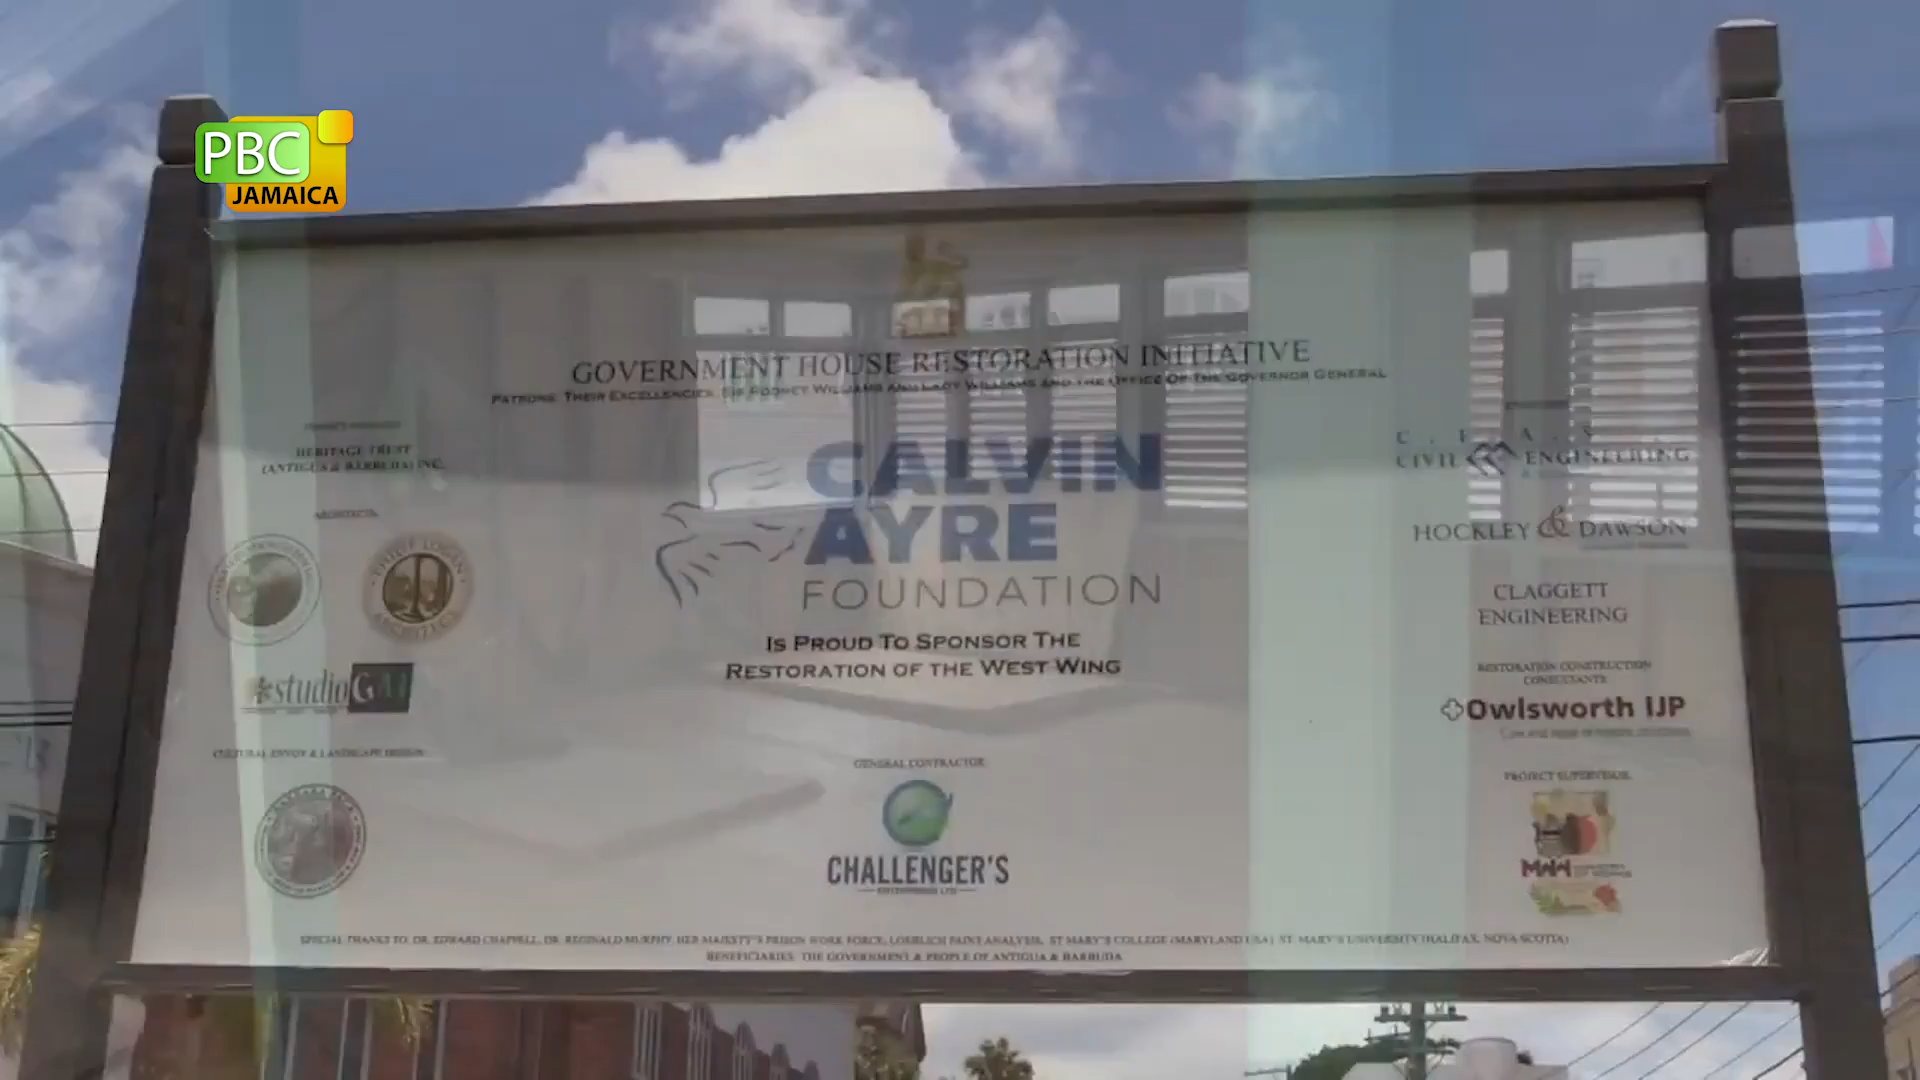 PBC
JAMAICA
GOVERNMENT HOUSE RESTORATION INITIATIVE
PATRONS: THEIR EXCELLENCIES, SIR RODNEY WILLIAMS AND LADY WILLIAMS AND THE OFFICE OF THE GOVERNOR GENERAL
HERITAGE TRUST
(ANTIGUA & BARBUDA) INC.
ARCHITECTS:
ARCHITECT
studio
CULTURAL ENVOY & LANDSCAPE DESIGN:
CALVIN
AYRE
FOUNDATION
IS PROUD TO SPONSOR THE
RESTORATION OF THE WEST WING
GENERAL CONTRACTOR
CHALLENGER'S
ENTERPRISES LTD
CIVIL ENGINEERING
HOCKLEY & DAWSON
CLAGGETT
ENGINEERING
RESTORATION CONSTRUCTION
CONSULTANTS
Owlsworth IJP
PROJECT SUPERVISOR
SPECIAL THANKS TO: DR. EDWARD CHAPPELL, DR. REGINALD MURPHY, HER MAJESTY'S PRISON WORK FORCE, LOEBLICH PAINT ANALYSIS, ST MARY'S COLLEGE (MARYLAND USA), ST. MARY'S UNIVERSITY (HALIFAX, NOVA SCOTIA)
BENEFICIARIES: THE GOVERNMENT & PEOPLE OF ANTIGUA & BARBUDA